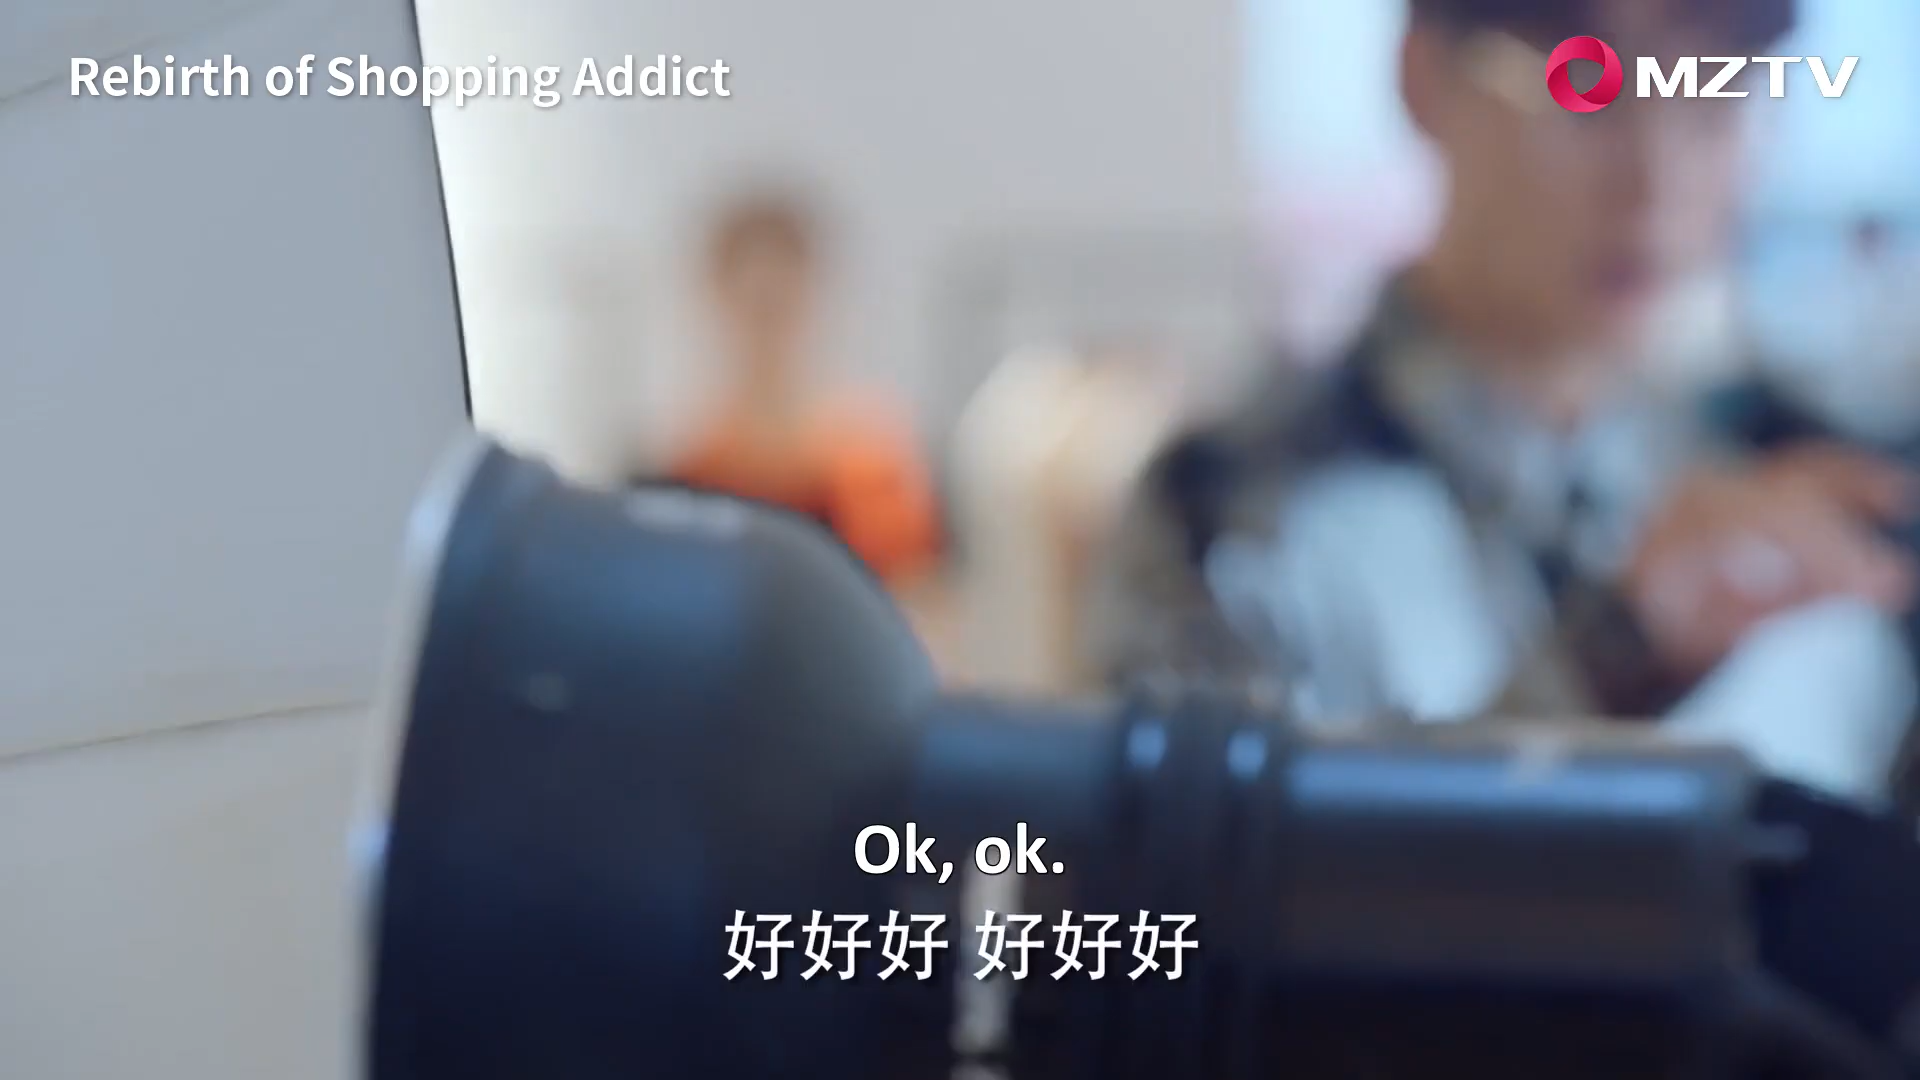 Rebirth of Shopping Addict
MZTV
Ok, ok.
好好好 好好好